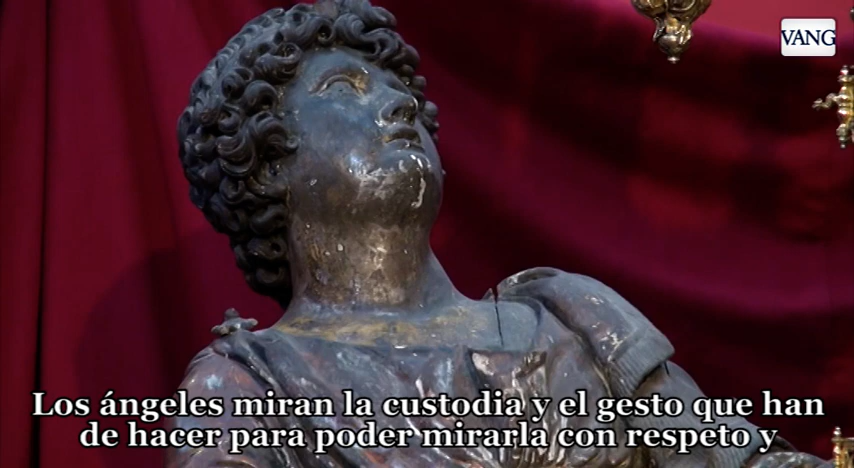 VANG
Los ángeles miran la custodia y el gesto que han
de hacer para poder mirarla con respeto y